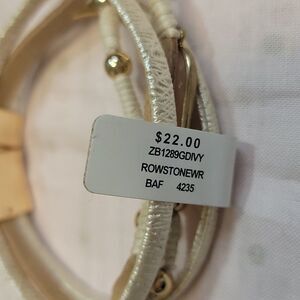 $22.00
ZB1289GDIVY
ROWSTONEWR
BAF 4235